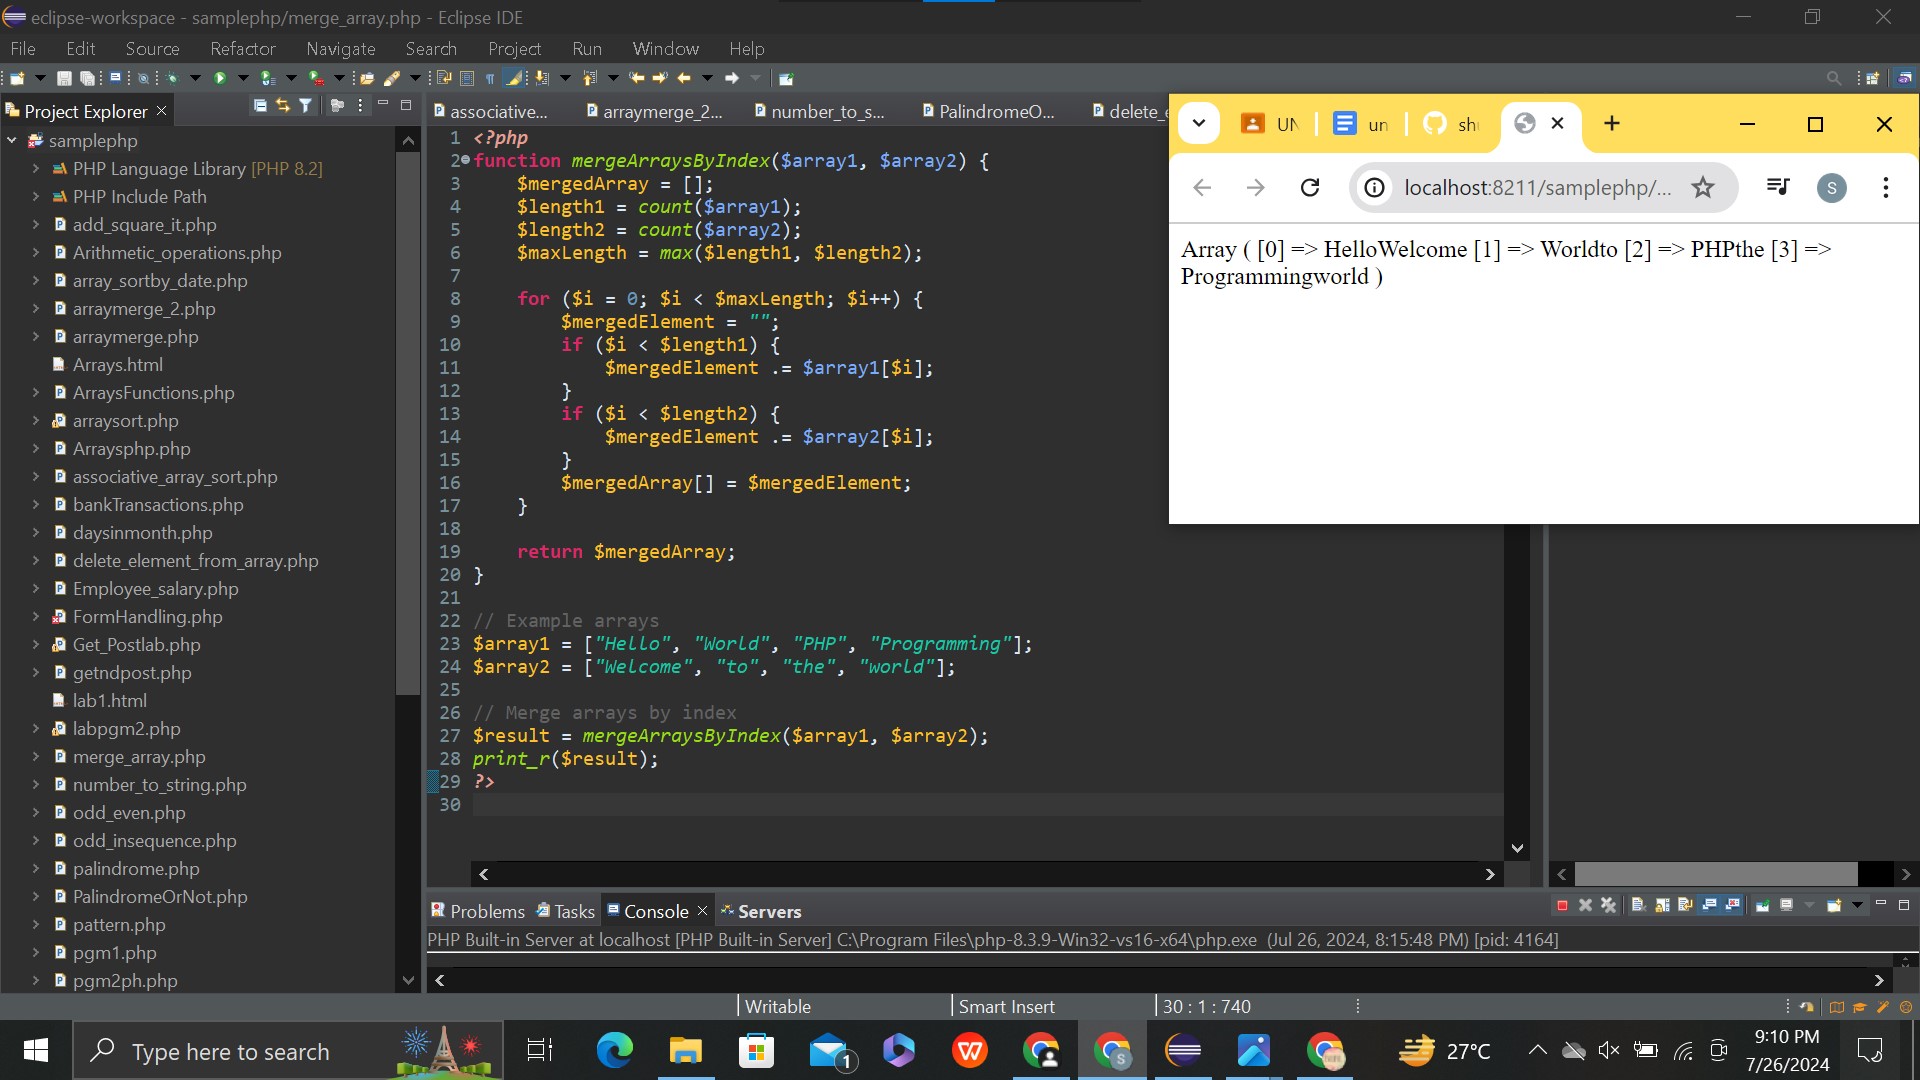 eclipse-workspace - samplephp/merge_array.php - Eclipse IDE
File Edit Source Refactor Navigate Search Project Run Window Help
Project Explorer
samplephp
PHP Language Library [PHP 8.2]
PHP Include Path
add_square_it.php
Arithmetic_operations.php
array_sortby_date.php
arraymerge_2.php
arraymerge.php
Arrays.html
ArraysFunctions.php
arraysort.php
Arraysphp.php
associative_array_sort.php
bankTransactions.php
daysinmonth.php
delete_element_from_array.php
Employee_salary.php
FormHandling.php
Get_Postlab.php
getndpost.php
lab1.html
labpgm2.php
merge_array.php
number_to_string.php
odd_even.php
odd_insequence.php
palindrome.php
PalindromeOrNot.php
pattern.php
pgm1.php
pgm2ph.php
associative... arraymerge_2... number_to_s... PalindromeO... delete_e
1 <?php
2 function mergeArraysByIndex($array1, $array2) {
3 $mergedArray = [];
4 $length1 = count($array1);
5 $length2 = count($array2);
6 $maxLength = max($length1, $length2);
7
8 for ($i = 0; $i < $maxLength; $i++) {
9 $mergedElement = "";
10 if ($i < $length1) {
11 $mergedElement .= $array1[$i];
12 }
13 if ($i < $length2) {
14 $mergedElement .= $array2[$i];
15 }
16 $mergedArray[] = $mergedElement;
17 }
18
19 return $mergedArray;
20 }
21
22 // Example arrays
23 $array1 = ["Hello", "World", "PHP", "Programming"];
24 $array2 = ["Welcome", "to", "the", "world"];
25
26 // Merge arrays by index
27 $result = mergeArraysByIndex($array1, $array2);
28 print_r($result);
29 ?>
30
UN un sh
localhost:8211/samplephp/... S
Array ( [0] => HelloWelcome [1] => Worldto [2] => PHPthe [3] =>
Programmingworld )
Problems Tasks Console Servers
PHP Built-in Server at localhost [PHP Built-in Server] C:\Program Files\php-8.3.9-Win32-vs16-x64\php.exe (Jul 26, 2024, 8:15:48 PM) [pid: 4164]
Writable Smart Insert 30 : 1 : 740
Type here to search 1 W S 27°C 9:10 PM
7/26/2024